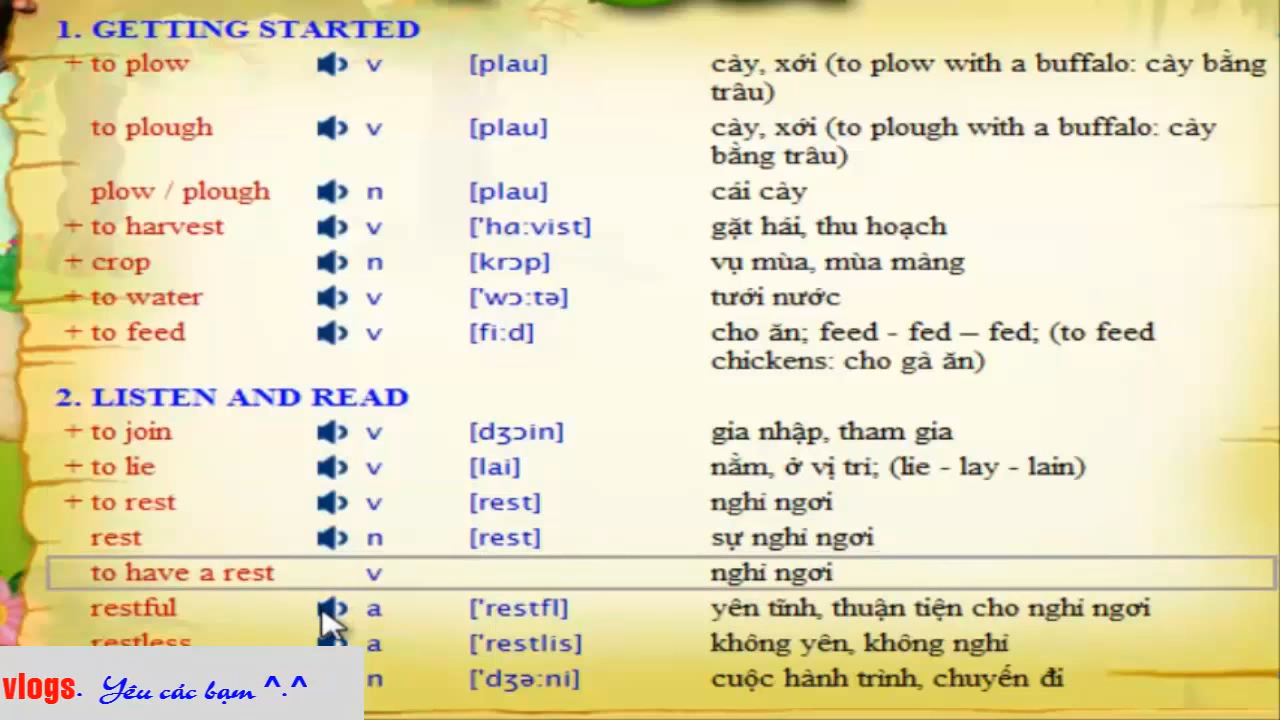 1. GETTING STARTED
+ to plow v [plau] cày, xới (to plow with a buffalo: cày bằng
trâu)
to plough v [plau] cày, xới (to plough with a buffalo: cày
bằng trâu)
plow / plough n [plau] cái cày
+ to harvest v ['hɑ:vist] gặt hái, thu hoạch
+ crop n [krɔp] vụ mùa, mùa màng
+ to water v ['wɔ:tə] tưới nước
+ to feed v [fi:d] cho ăn; feed - fed – fed; (to feed
chickens: cho gà ăn)
2. LISTEN AND READ
+ to join v [dʒɔin] gia nhập, tham gia
+ to lie v [lai] nằm, ở vị trí; (lie - lay - lain)
+ to rest v [rest] nghỉ ngơi
rest n [rest] sự nghỉ ngơi
to have a rest v nghỉ ngơi
restful a ['restfl] yên tĩnh, thuận tiện cho nghỉ ngơi
restless a ['restlis] không yên, không nghỉ
n ['dʒə:ni] cuộc hành trình, chuyến đi
vlogs. Yêu các bạm ^.^